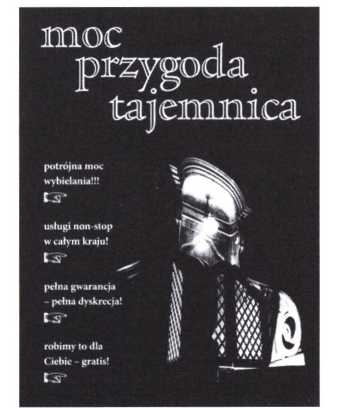 moc
przygoda
tajemnica
potrójna moc
wybielania!!!
usługi non-stop
w całym kraju!
pełna gwarancja
– pełna dyskrecja!
robimy to dla
Ciebie – gratis!